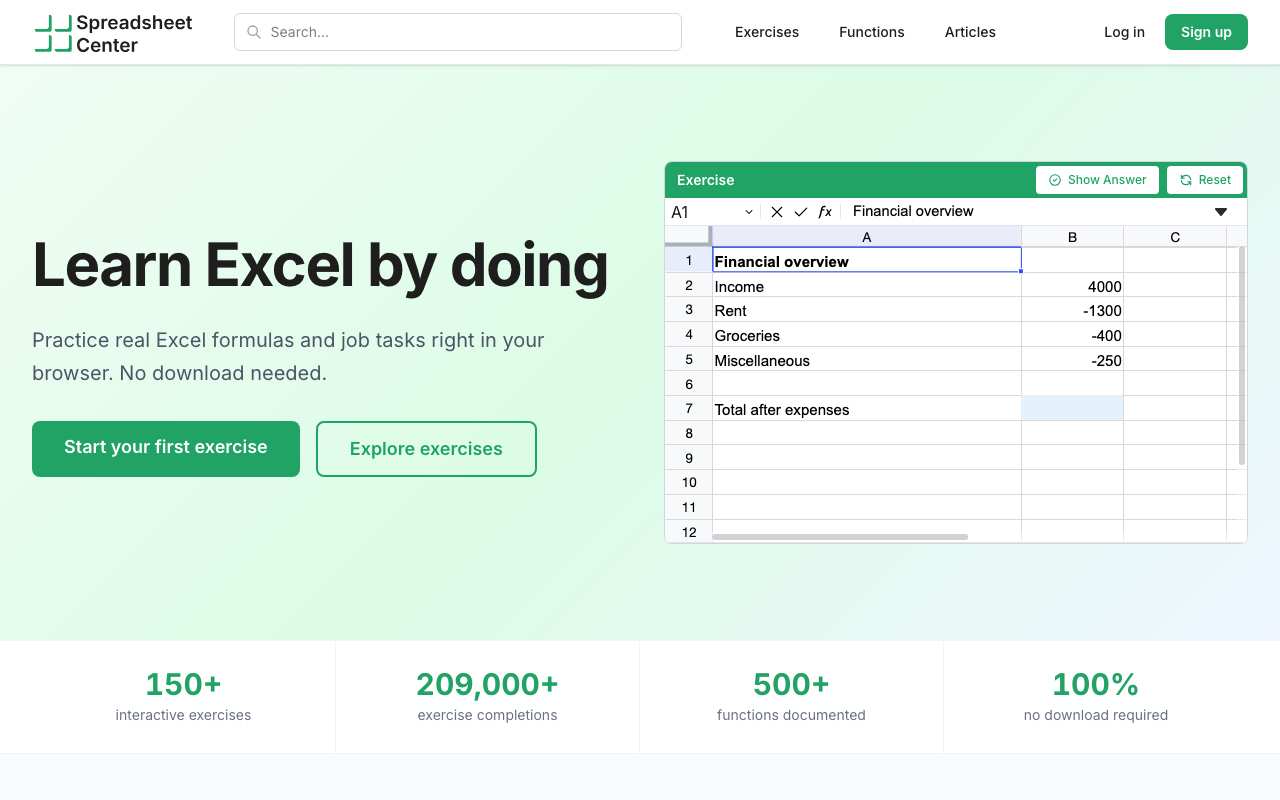 Spreadsheet
Center
Search...
Exercises
Functions
Articles
Log in
Sign up
Learn Excel by doing
Practice real Excel formulas and job tasks right in your
browser. No download needed.
Start your first exercise
Explore exercises
Exercise
Show Answer
Reset
A1
fx
Financial overview
A B C
1 Financial overview
2 Income 4000
3 Rent -1300
4 Groceries -400
5 Miscellaneous -250
6
7 Total after expenses
8
9
10
11
12
150+
interactive exercises
209,000+
exercise completions
500+
functions documented
100%
no download required